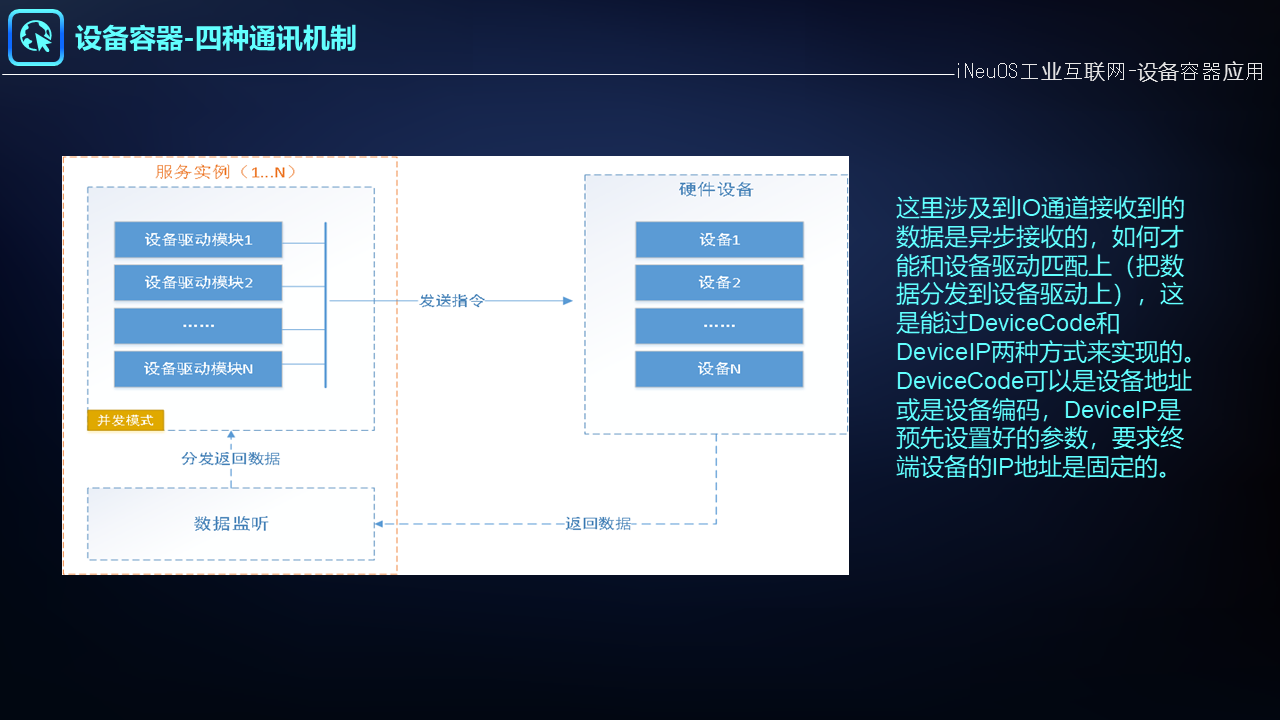 设备容器-四种通讯机制
iNeuOS工业互联网-设备容器应用
服务实例（1...N）
设备驱动模块1
设备驱动模块2
……
设备驱动模块N
并发模式
发送指令
硬件设备
设备1
设备2
……
设备N
分发返回数据
数据监听
返回数据
这里涉及到IO通道接收到的
数据是异步接收的，如何才
能和设备驱动匹配上（把数
据分发到设备驱动上），这
是能过DeviceCode和
DeviceIP两种方式来实现的。
DeviceCode可以是设备地址
或是设备编码，DeviceIP是
预先设置好的参数，要求终
端设备的IP地址是固定的。